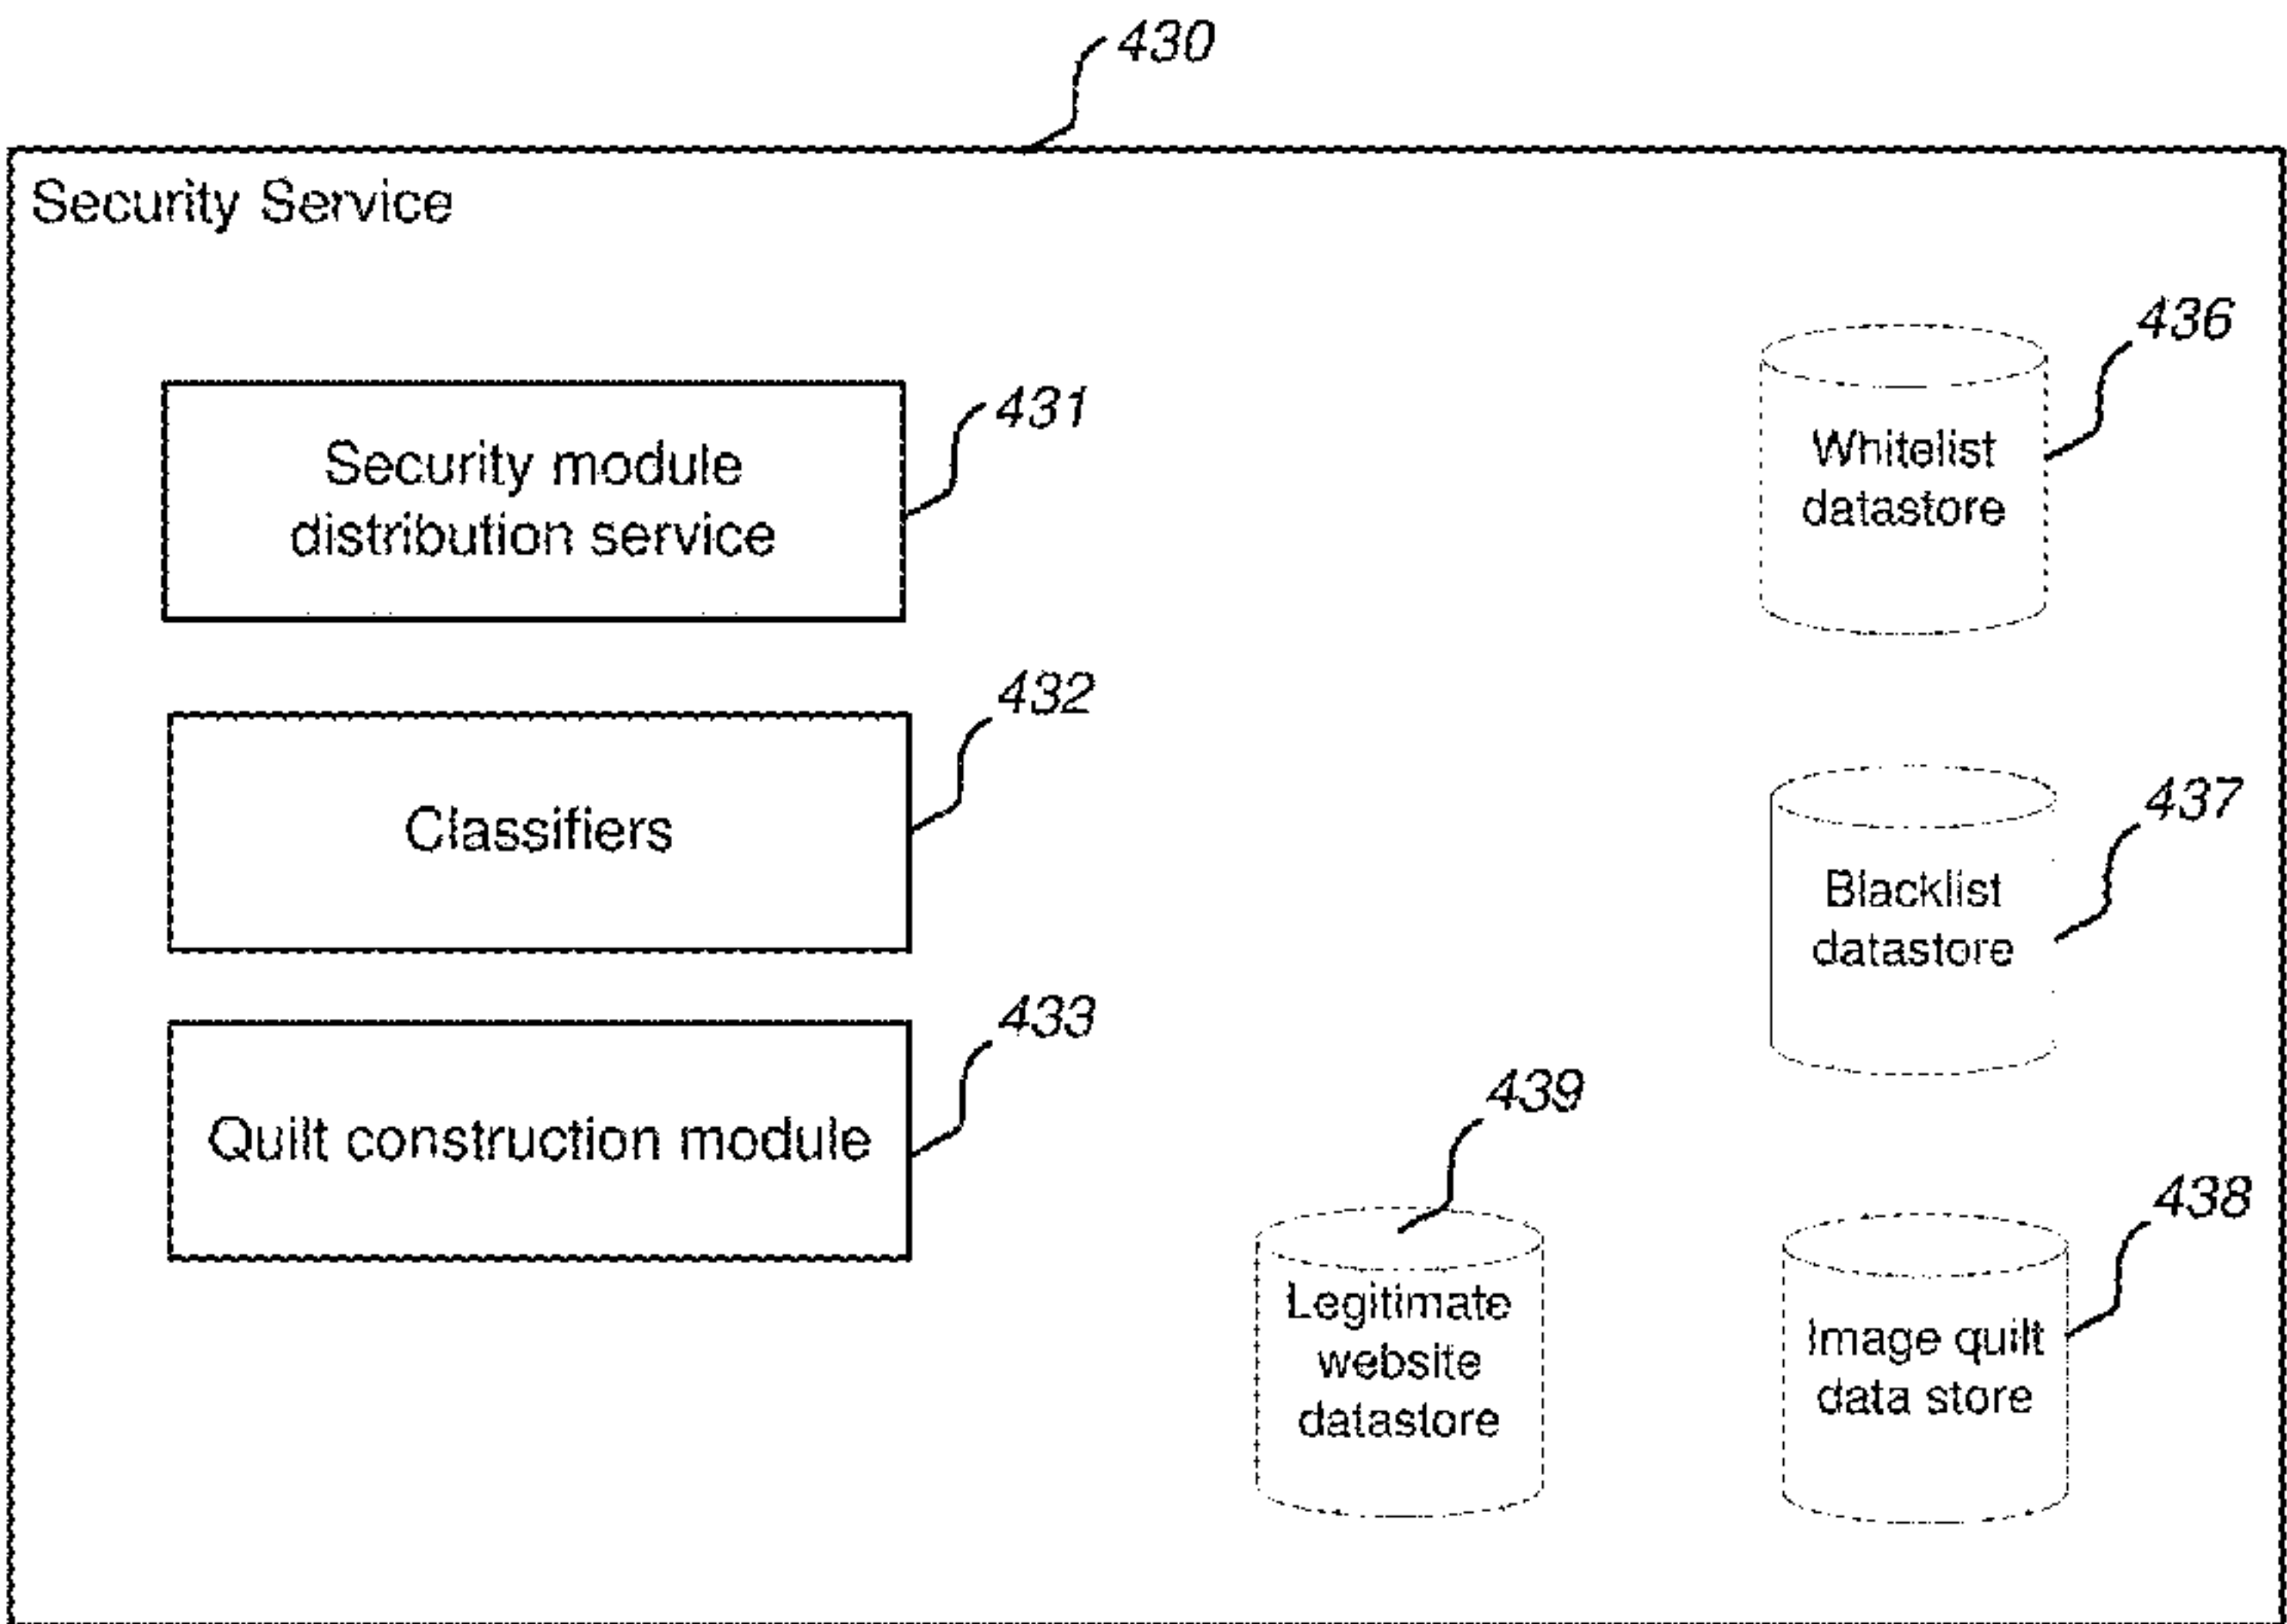 430
Security Service
436
431
Security module
distribution service
Whitelist
datastore
432
Classifiers
437
Blacklist
datastore
433
Quilt construction module
439
Legitimate
website
datastore
438
Image quilt
data store